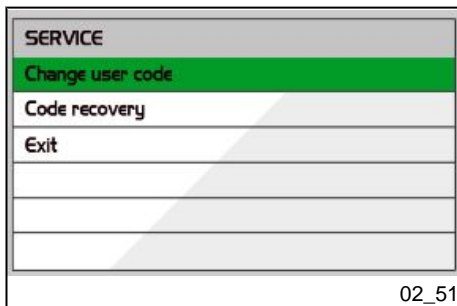 SERVICE
Change user code
Code recovery
Exit
02_51